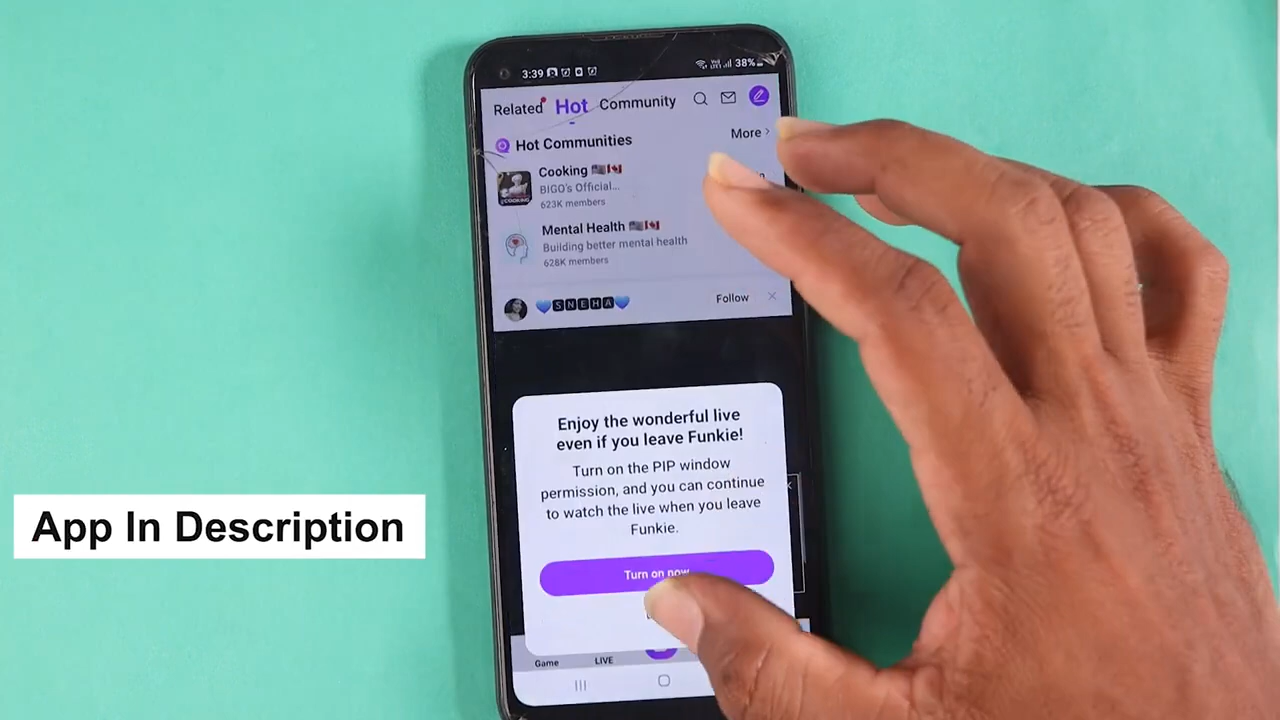 3:39
38%
Related Hot Community
Hot Communities
More >
Cooking 🇺🇸🇨🇦
BIGO's Official...
623K members
Mental Health 🇺🇸🇨🇦
Building better mental health
628K members
💙SNEHA💙
Follow
Enjoy the wonderful live
even if you leave Funkie!
Turn on the PIP window
permission, and you can continue
to watch the live when you leave
Funkie.
Turn on now
App In Description
Game
LIVE